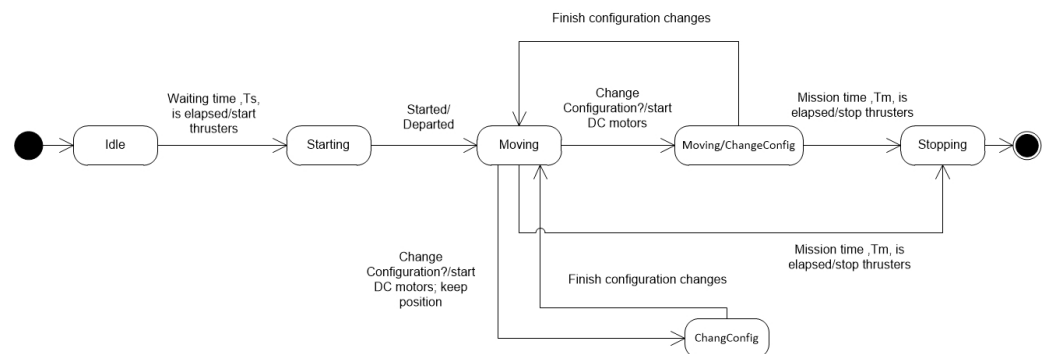 Finish configuration changes
Waiting time ,Ts,
is elapsed/start
thrusters
Started/
Departed
Change
Configuration?/start
DC motors
Mission time ,Tm, is
elapsed/stop thrusters
Idle
Starting
Moving
Moving/ChangeConfig
Stopping
Change
Configuration?/start
DC motors; keep
position
Finish configuration changes
Mission time ,Tm, is
elapsed/stop thrusters
ChangConfig